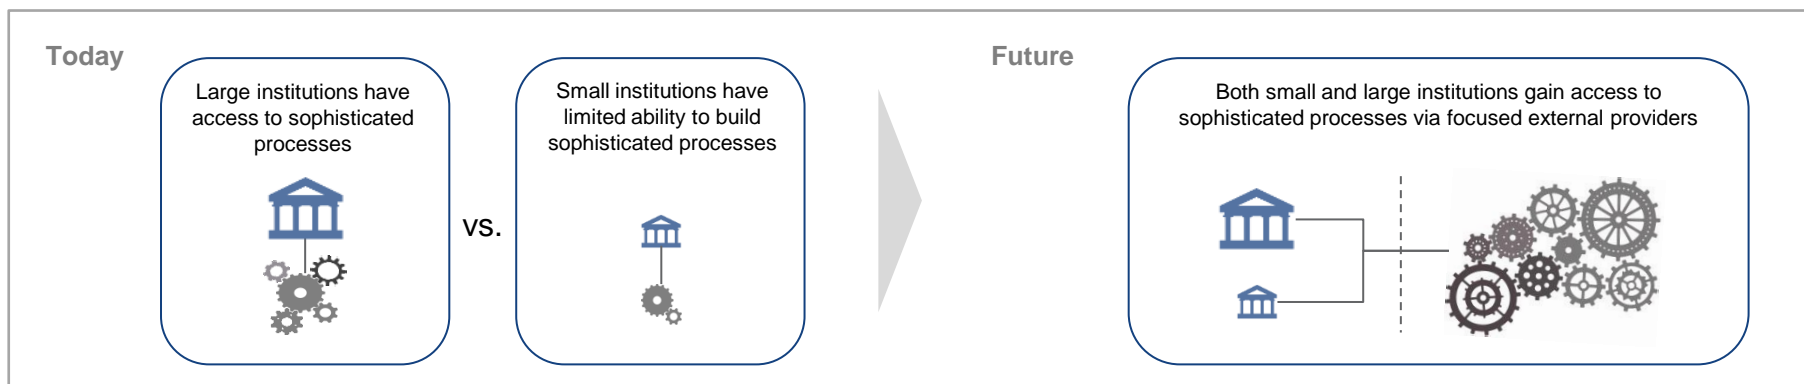 Today
Large institutions have
access to sophisticated
processes
vs.
Small institutions have
limited ability to build
sophisticated processes
Future
Both small and large institutions gain access to
sophisticated processes via focused external providers